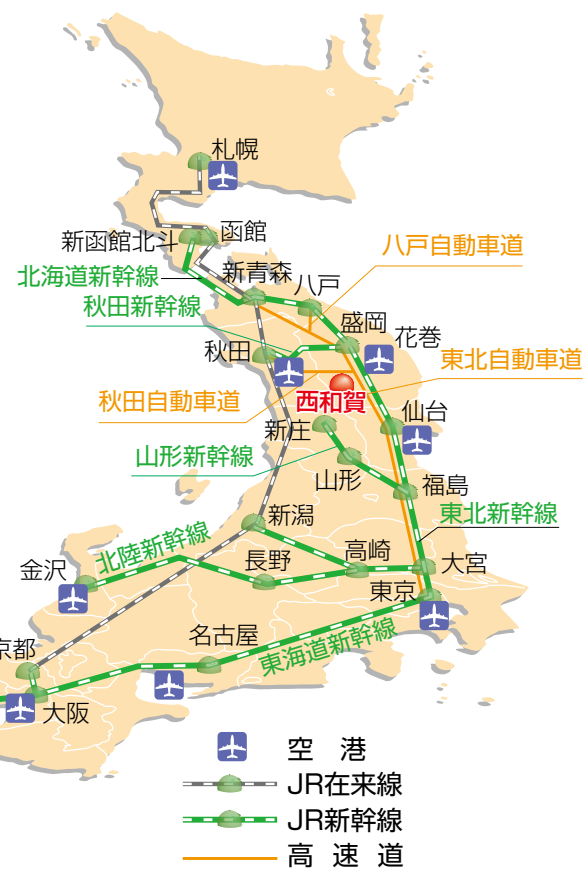 札幌
新函館北斗
函館
八戸自動車道
北海道新幹線
新青森
八戸
秋田新幹線
盛岡
花巻
秋田
東北自動車道
秋田自動車道
西和賀
仙台
新庄
山形新幹線
山形
福島
東北新幹線
新潟
北陸新幹線
金沢
長野
高崎
大宮
東京
名古屋
東海道新幹線
京都
大阪
空港
JR在来線
JR新幹線
高速道